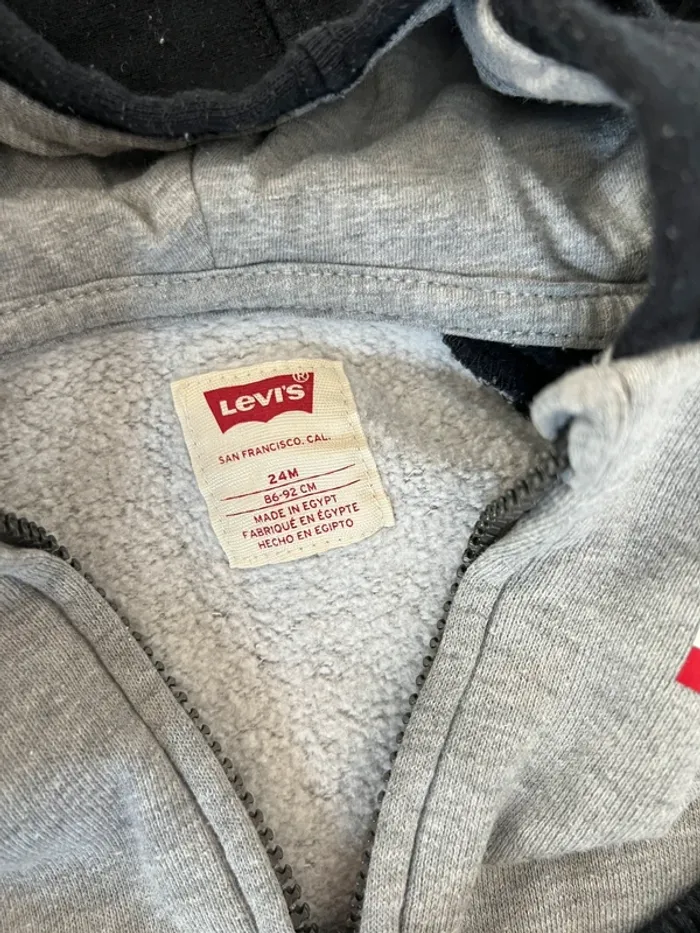 LEVI'S®
SAN FRANCISCO, CAL.
24M
86-92 CM
MADE IN EGYPT
FABRIQUÉ EN ÉGYPTE
HECHO EN EGIPTO